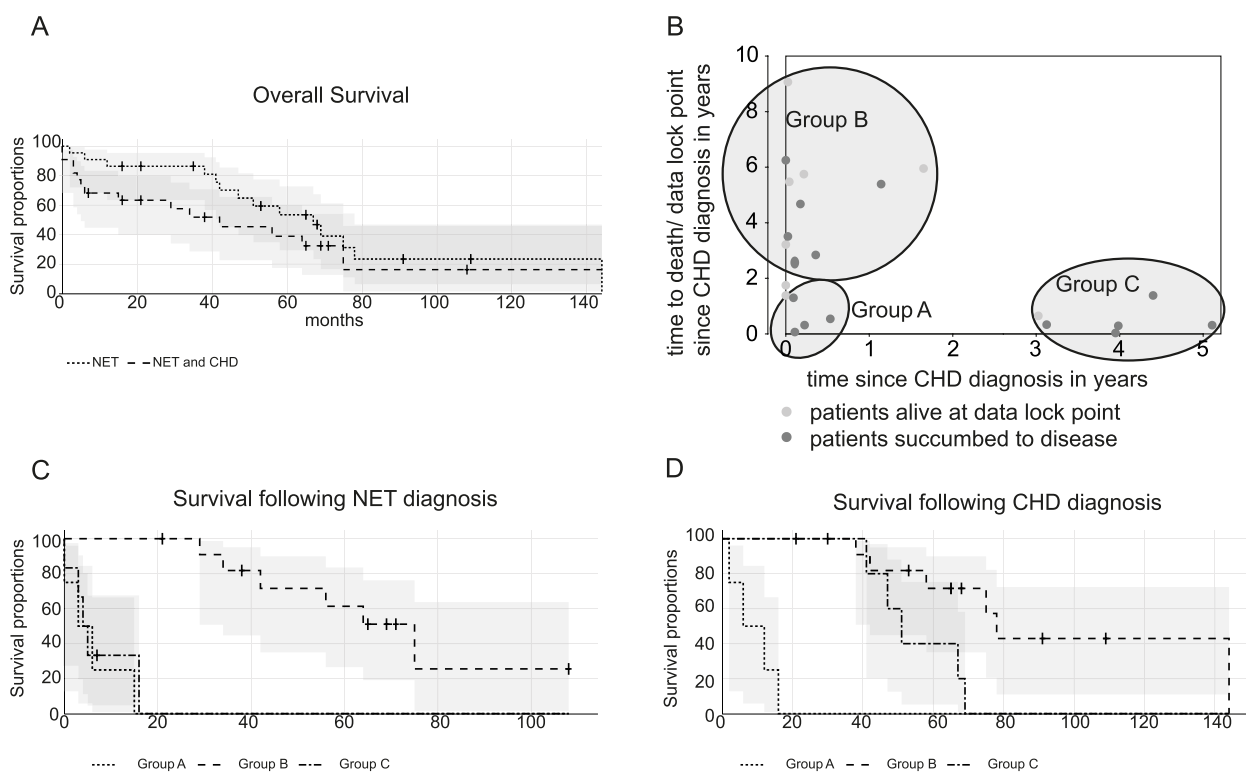 A
Overall Survival
Survival proportions
100
80
60
40
20
0
0 20 40 60 80 100 120 140
months
NET NET and CHD
B
time to death/ data lock point
since CHD diagnosis in years
10
8
6
4
2
0
Group B
Group A
Group C
0 1 2 3 4 5
time since CHD diagnosis in years
patients alive at data lock point
patients succumbed to disease
C
Survival following NET diagnosis
Survival proportions
100
80
60
40
20
0
0 20 40 60 80 100
Group A Group B Group C
D
Survival following CHD diagnosis
Survival proportions
100
80
60
40
20
0
0 20 40 60 80 100 120 140
Group A Group B Group C